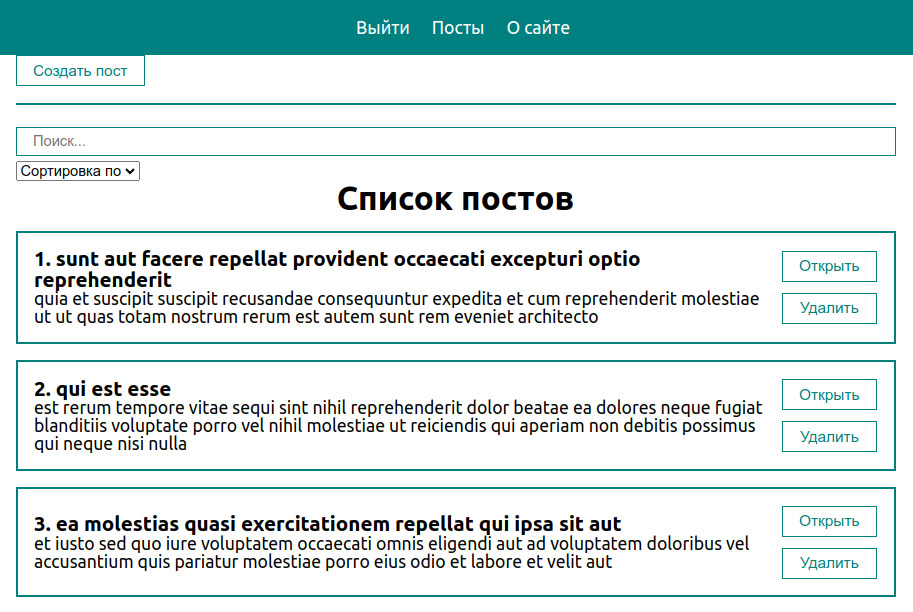 Выйти Посты О сайте
Создать пост
Поиск...
Сортировка по
Список постов
1. sunt aut facere repellat provident occaecati excepturi optio
reprehenderit
quia et suscipit suscipit recusandae consequuntur expedita et cum reprehenderit molestiae
ut ut quas totam nostrum rerum est autem sunt rem eveniet architecto
Открыть
Удалить
2. qui est esse
est rerum tempore vitae sequi sint nihil reprehenderit dolor beatae ea dolores neque fugiat
blanditiis voluptate porro vel nihil molestiae ut reiciendis qui aperiam non debitis possimus
qui neque nisi nulla
Открыть
Удалить
3. ea molestias quasi exercitationem repellat qui ipsa sit aut
et iusto sed quo iure voluptatem occaecati omnis eligendi aut ad voluptatem doloribus vel
accusantium quis pariatur molestiae porro eius odio et labore et velit aut
Открыть
Удалить